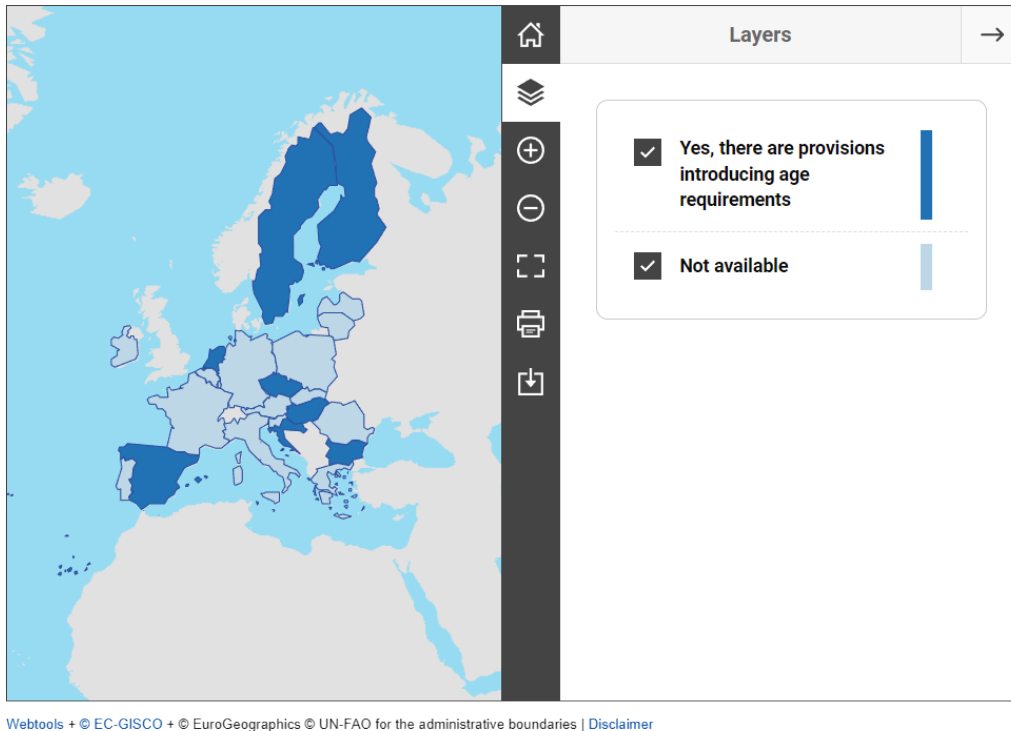 Layers
Yes, there are provisions
introducing age
requirements
Not available
Webtools + © EC-GISCO + © EuroGeographics © UN-FAO for the administrative boundaries | Disclaimer